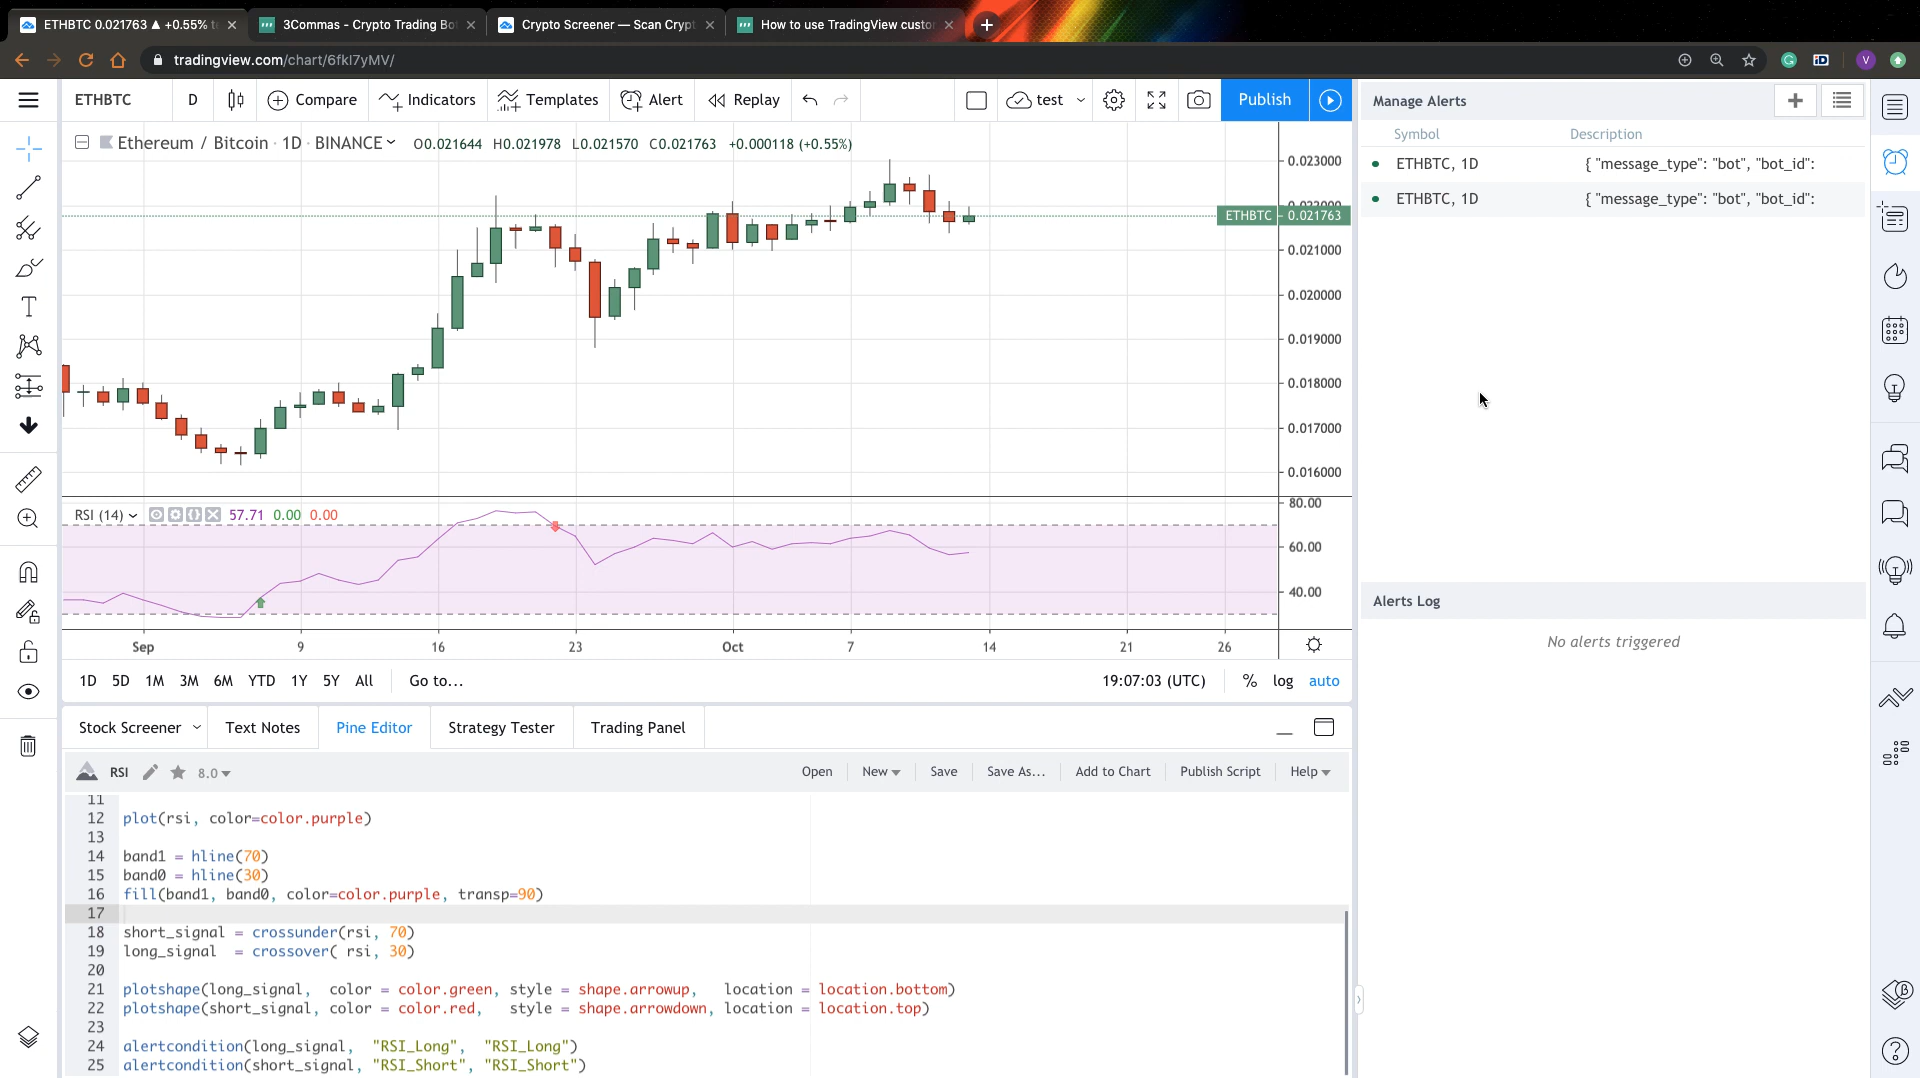 ETHBTC 0.021763 ▲ +0.55% te
3Commas - Crypto Trading Bo
Crypto Screener — Scan Crypt
How to use TradingView custo
tradingview.com/chart/6fkI7yMV/
V
ETHBTC D Compare Indicators Templates Alert Replay test Publish
Ethereum / Bitcoin · 1D · BINANCE O0.021644 H0.021978 L0.021570 C0.021763 +0.000118 (+0.55%)
0.023000
0.022000
ETHBTC 0.021763
0.021000
0.020000
0.019000
0.018000
0.017000
0.016000
RSI (14) 57.71 0.00 0.00
80.00
60.00
40.00
Sep 9 16 23 Oct 7 14 21 26
1D 5D 1M 3M 6M YTD 1Y 5Y All Go to... 19:07:03 (UTC) % log auto
Stock Screener Text Notes Pine Editor Strategy Tester Trading Panel
RSI 8.0 Open New Save Save As... Add to Chart Publish Script Help
11
12 plot(rsi, color=color.purple)
13
14 band1 = hline(70)
15 band0 = hline(30)
16 fill(band1, band0, color=color.purple, transp=90)
17
18 short_signal = crossunder(rsi, 70)
19 long_signal  = crossover( rsi, 30)
20
21 plotshape(long_signal,  color = color.green, style = shape.arrowup,   location = location.bottom)
22 plotshape(short_signal, color = color.red,   style = shape.arrowdown, location = location.top)
23
24 alertcondition(long_signal,  "RSI_Long",  "RSI_Long")
25 alertcondition(short_signal, "RSI_Short", "RSI_Short")
Manage Alerts
Symbol Description
ETHBTC, 1D { "message_type": "bot", "bot_id":
ETHBTC, 1D { "message_type": "bot", "bot_id":
Alerts Log
No alerts triggered